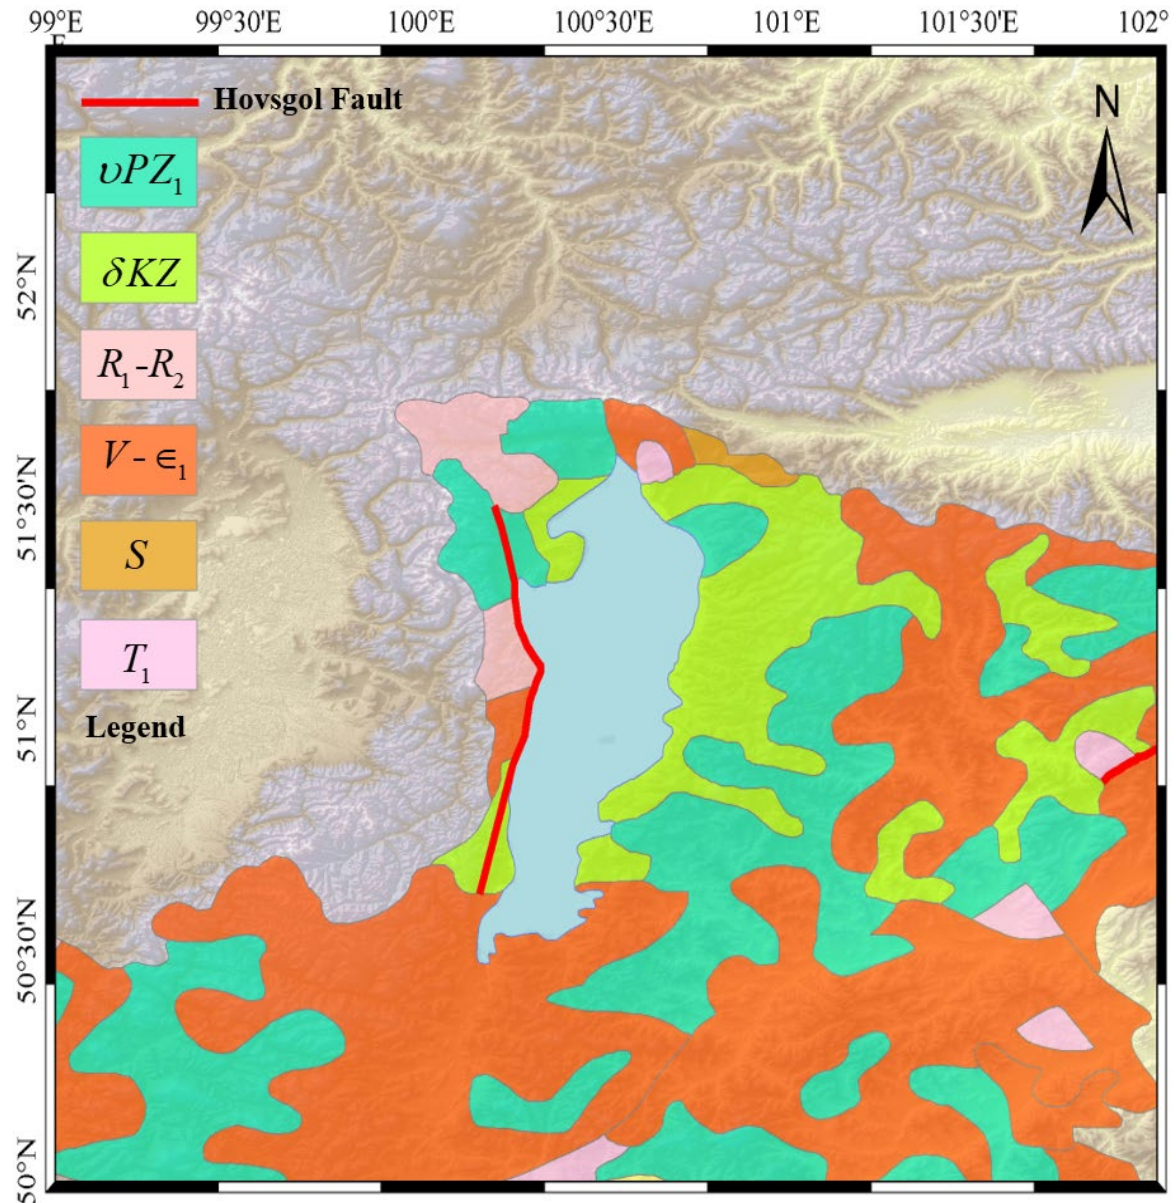 99°E 99°30'E 100°E 100°30'E 101°E 101°30'E 102°
Hovsgol Fault
N
υPZ₁
δKZ
R₁-R₂
V-∈₁
S
T₁
Legend
52°N
51°30'N
51°N
50°30'N
50°N